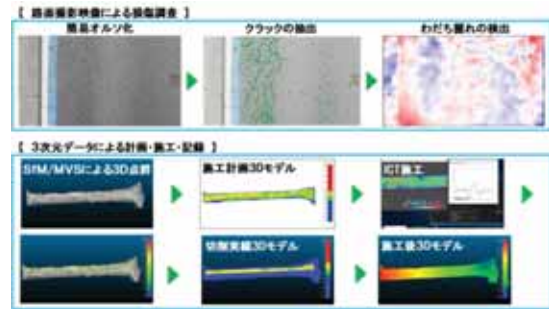 【 路面撮影映像による損傷調査 】
簡易オルソ化
クラックの抽出
わだち掘れの検出
【 3次元データによる計画・施工・記録 】
SfM/MVSによる3D点群
施工計画3Dモデル
ICT施工
切削実績3Dモデル
施工後3Dモデル